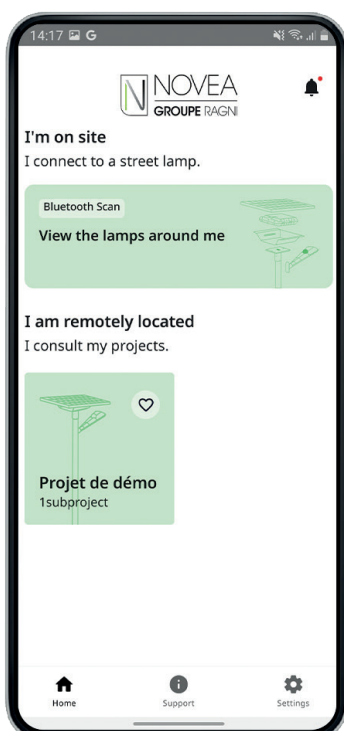 14:17 G
NOVEA
GROUPE RAGNI
I'm on site
I connect to a street lamp.
Bluetooth Scan
View the lamps around me
I am remotely located
I consult my projects.
Projet de démo
1subproject
Home
Support
Settings